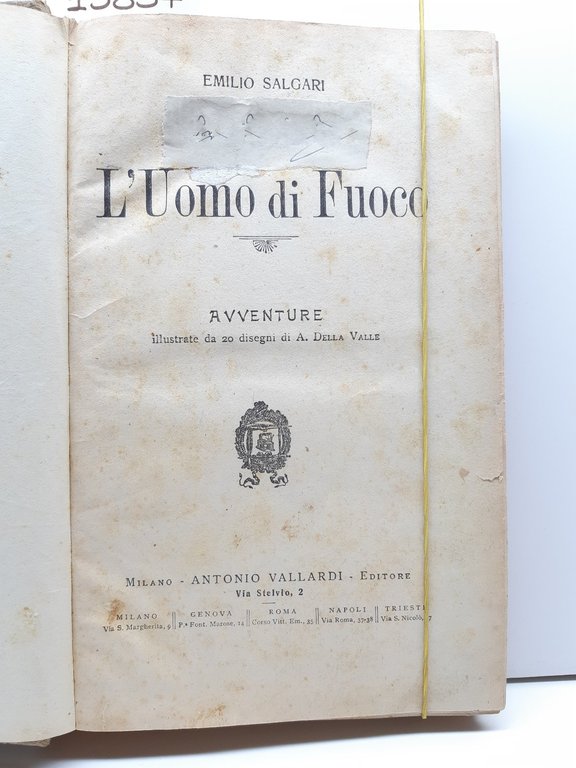 EMILIO SALGARI
L'Uomo di Fuoco
AVVENTURE
illustrate da 20 disegni di A. DELLA VALLE
MILANO - ANTONIO VALLARDI - EDITORE
Via Stelvio, 2
MILANO GENOVA ROMA NAPOLI TRIESTE
Via S. Margherita, 9 P.a Font. Marose, 14 Corso Vitt. Em., 35 Via Roma, 37-38 Via S. Nicolò, 7